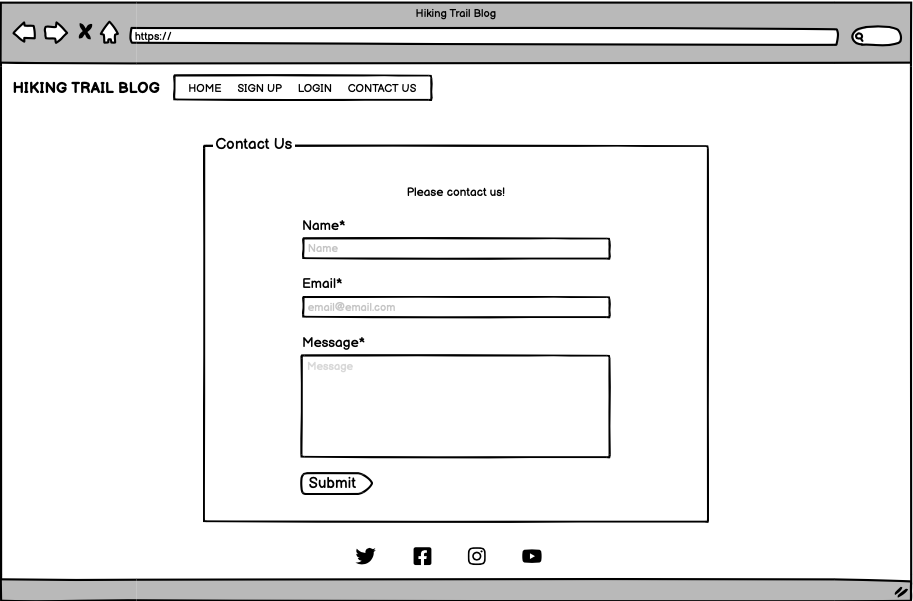 Hiking Trail Blog
https://
HIKING TRAIL BLOG HOME SIGN UP LOGIN CONTACT US
Contact Us
Please contact us!
Name*
Name
Email*
email@email.com
Message*
Message
Submit